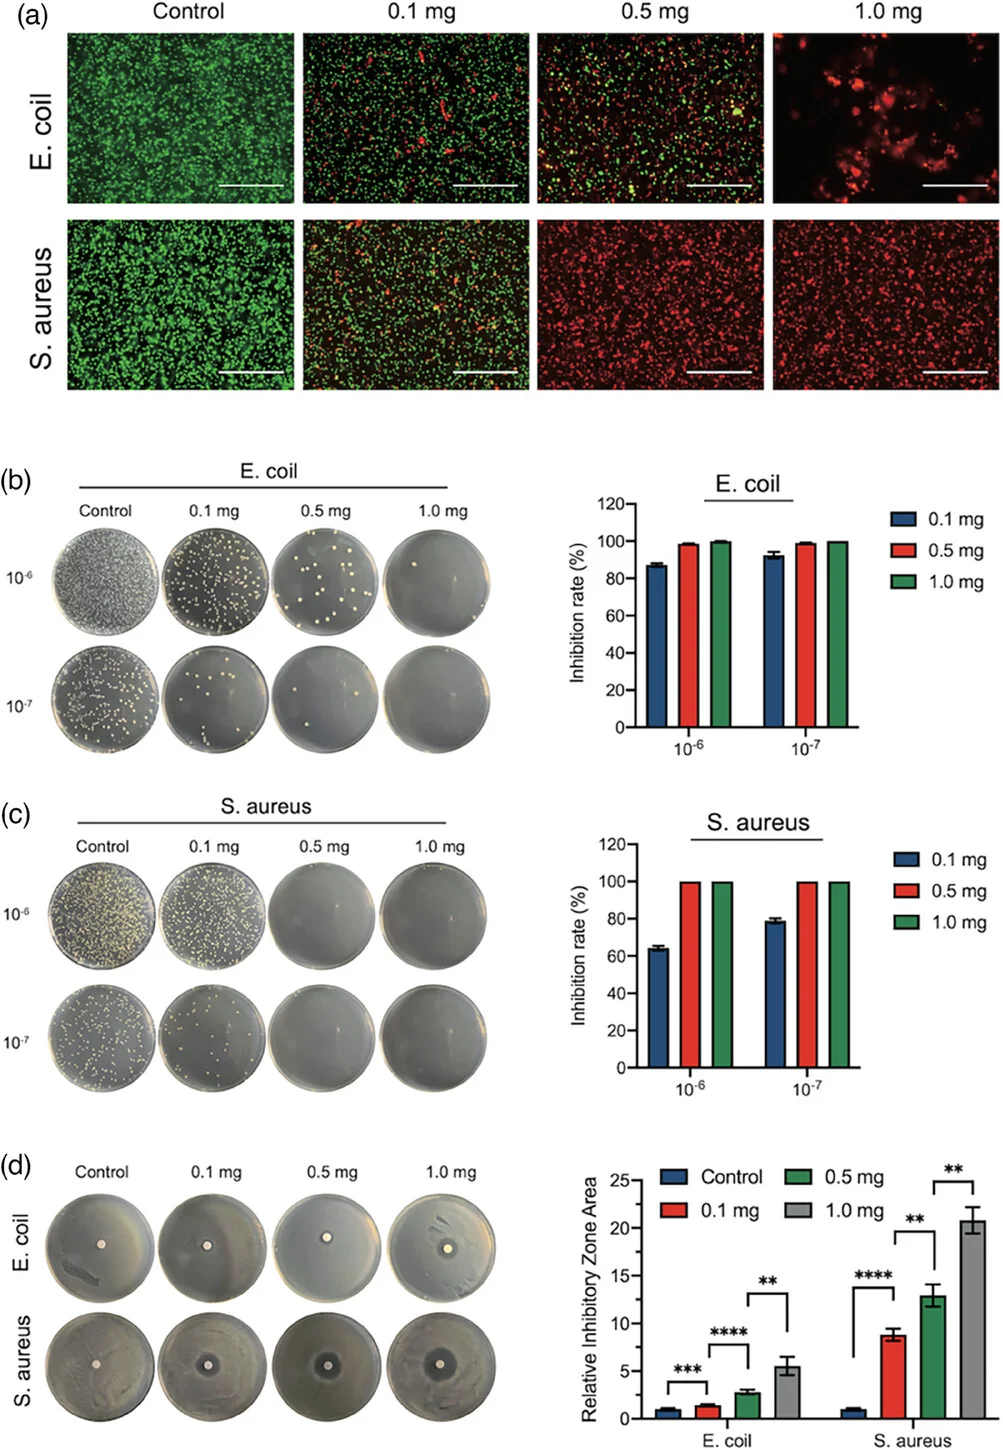 (a)
Control 0.1 mg 0.5 mg 1.0 mg
E. coil
S. aureus
(b)
E. coil
Control 0.1 mg 0.5 mg 1.0 mg
10-6
10-7
E. coil
120
100
80
60
40
20
0
Inhibition rate (%)
10-6 10-7
0.1 mg
0.5 mg
1.0 mg
(c)
S. aureus
Control 0.1 mg 0.5 mg 1.0 mg
10-6
10-7
S. aureus
120
100
80
60
40
20
0
Inhibition rate (%)
10-6 10-7
0.1 mg
0.5 mg
1.0 mg
(d)
Control 0.1 mg 0.5 mg 1.0 mg
E. coil
S. aureus
Relative Inhibitory Zone Area
25
20
15
10
5
0
Control 0.5 mg
0.1 mg 1.0 mg
*** **** ** **** ** **
E. coil S. aureus